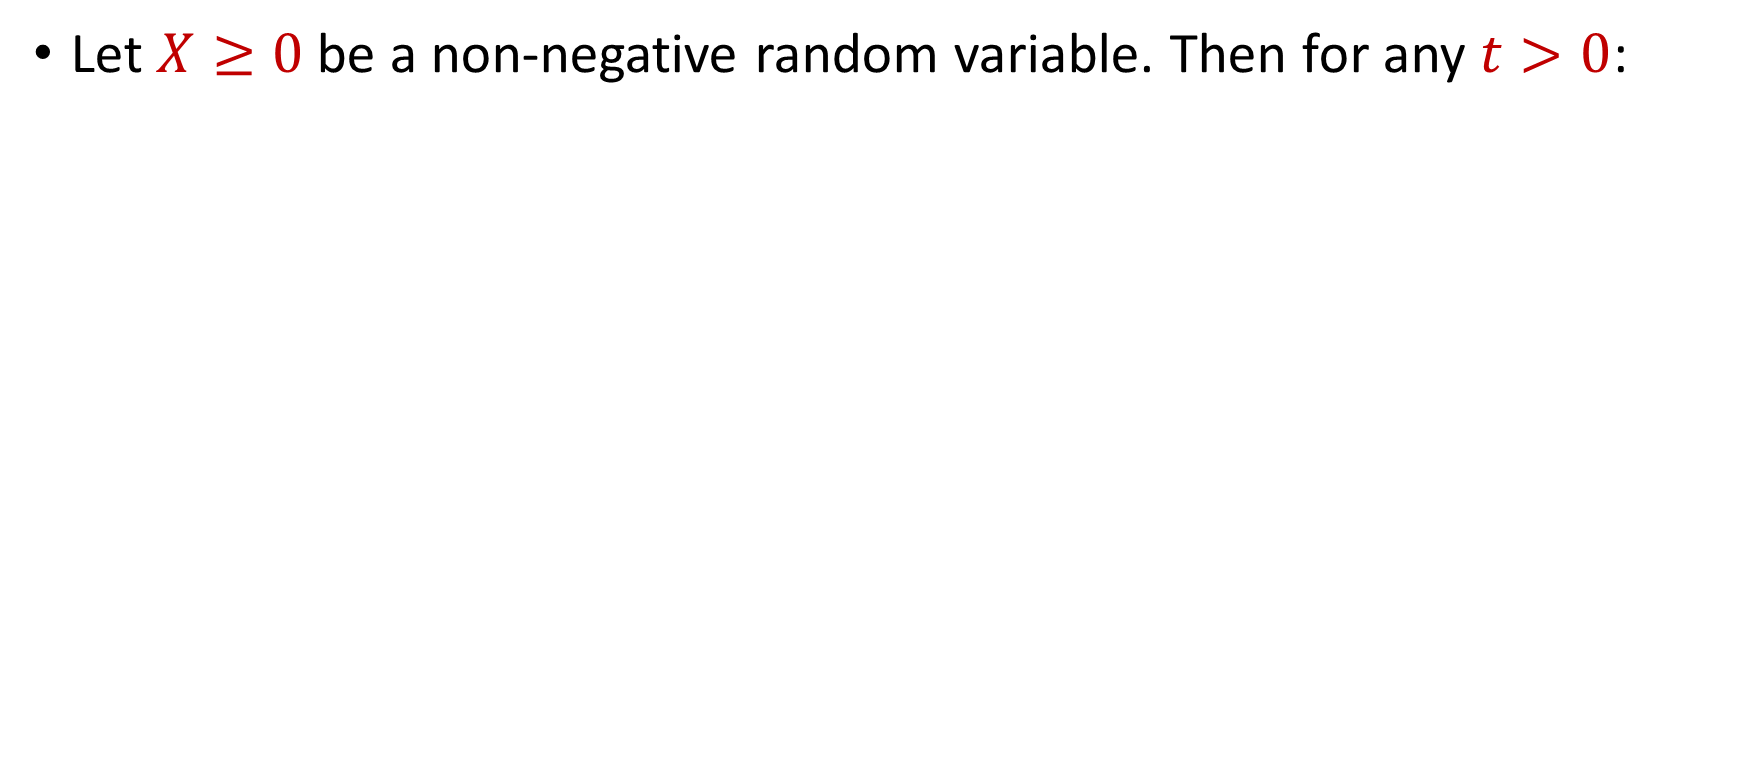 • Let X ≥ 0 be a non-negative random variable. Then for any t > 0: